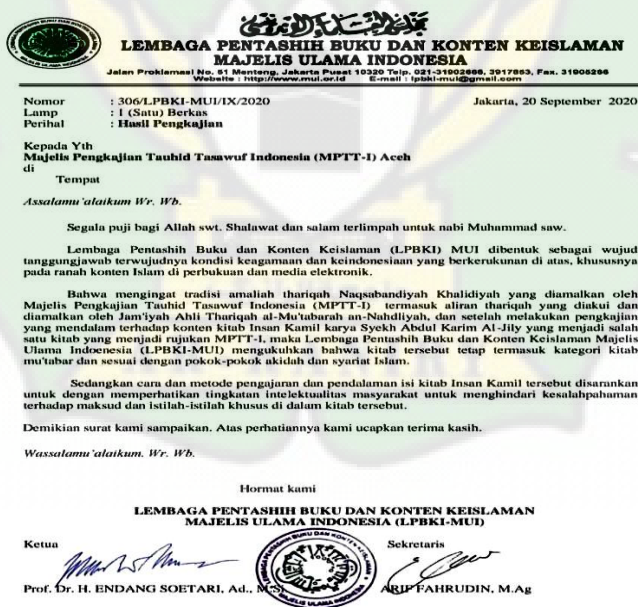 LEMBAGA PENTASHIH BUKU DAN KONTEN KEISLAMAN
MAJELIS ULAMA INDONESIA
Jalan Proklamasi No. 51 Menteng, Jakarta Pusat 10320 Telp. 021-31902666, 3917853, Fax. 31905266
Website : http://www.mui.or.id E-mail : lpbki-mui@gmail.com
Nomor : 306/LPBKI-MUI/IX/2020 Jakarta, 20 September 2020
Lamp : 1 (Satu) Berkas
Perihal : Hasil Pengkajian
Kepada Yth
Majelis Pengkajian Tauhid Tasawuf Indonesia (MPTT-I) Aceh
di
Tempat
Assalamu'alaikum Wr. Wb.
Segala puji bagi Allah swt. Shalawat dan salam terlimpah untuk nabi Muhammad saw.
Lembaga Pentashih Buku dan Konten Keislaman (LPBKI) MUI dibentuk sebagai wujud
tanggungjawab terwujudnya kondisi keagamaan dan keindonesiaan yang berkerukunan di atas, khususnya
pada ranah konten Islam di perbukuan dan media elektronik.
Bahwa mengingat tradisi amaliah thariqah Naqsabandiyah Khalidiyah yang diamalkan oleh
Majelis Pengkajian Tauhid Tasawuf Indonesia (MPTT-I) termasuk aliran thariqah yang diakui dan
diamalkan oleh Jam'iyah Ahli Thariqah al-Mu'tabarah an-Nahdliyah, dan setelah melakukan pengkajian
yang mendalam terhadap konten kitab Insan Kamil karya Syekh Abdul Karim Al-Jily yang menjadi salah
satu kitab yang menjadi rujukan MPTT-I, maka Lembaga Pentashih Buku dan Konten Keislaman Majelis
Ulama Indoenesia (LPBKI-MUI) mengukuhkan bahwa kitab tersebut tetap termasuk kategori kitab
mu'tabar dan sesuai dengan pokok-pokok akidah dan syariat Islam.
Sedangkan cara dan metode pengajaran dan pendalaman isi kitab Insan Kamil tersebut disarankan
untuk dengan memperhatikan tingkatan intelektualitas masyarakat untuk menghindari kesalahpahaman
terhadap maksud dan istilah-istilah khusus di dalam kitab tersebut.
Demikian surat kami sampaikan. Atas perhatiannya kami ucapkan terima kasih.
Wassalamu'alaikum. Wr. Wb.
Hormat kami
LEMBAGA PENTASHIH BUKU DAN KONTEN KEISLAMAN
MAJELIS ULAMA INDONESIA (LPBKI-MUI)
Ketua Sekretaris
Prof. Dr. H. ENDANG SOETARI, Ad., M.Si ARIF FAHRUDIN, M.Ag